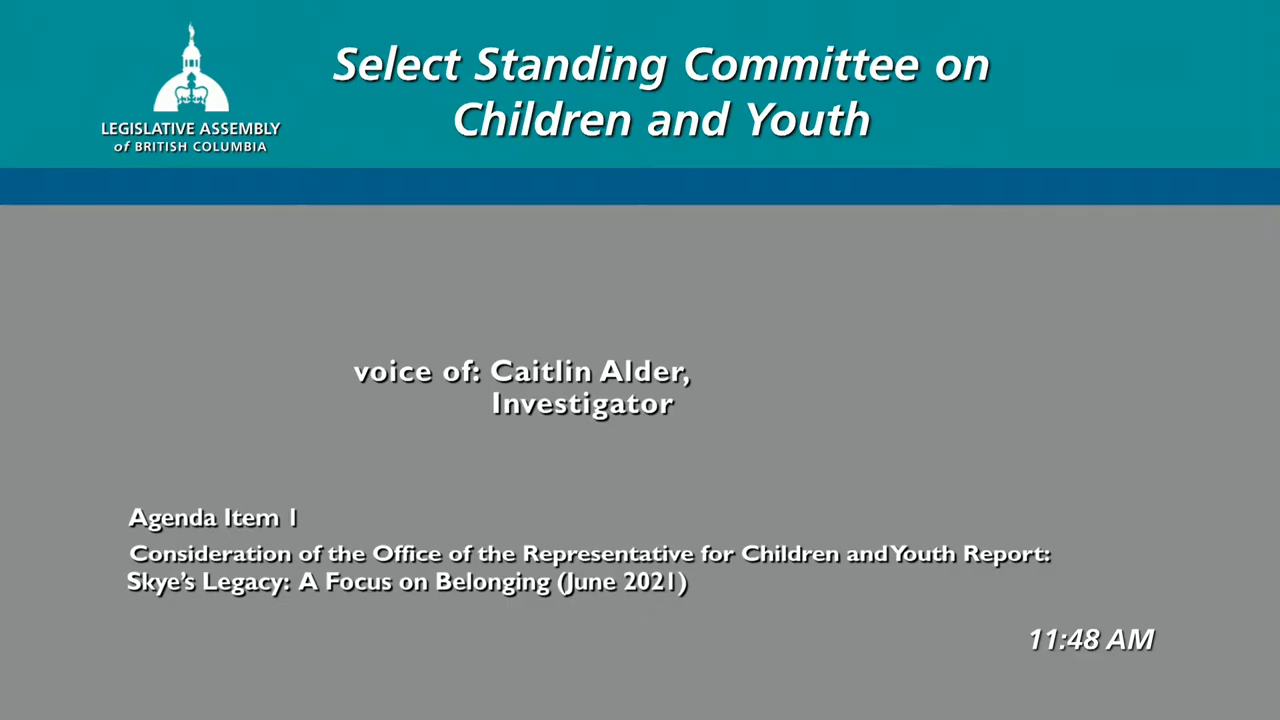 Select Standing Committee on
Children and Youth
LEGISLATIVE ASSEMBLY
of BRITISH COLUMBIA
voice of: Caitlin Alder,
Investigator
Agenda Item 1
Consideration of the Office of the Representative for Children and Youth Report:
Skye's Legacy: A Focus on Belonging (June 2021)
11:48 AM